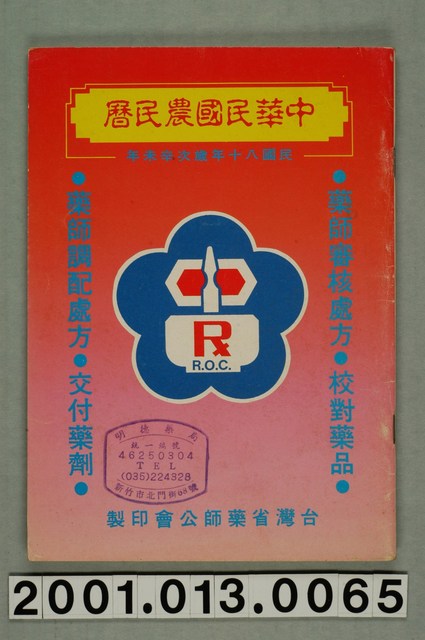 中華民國農民曆
民國八十年歲次辛未年
•藥師審核處方•校對藥品•
•藥師調配處方•交付藥劑•
Rx
R.O.C.
明德藥局
統一編號
46250304
TEL
(035)224328
新竹市北門街68號
台灣省藥師公會印製
2001.013.0065